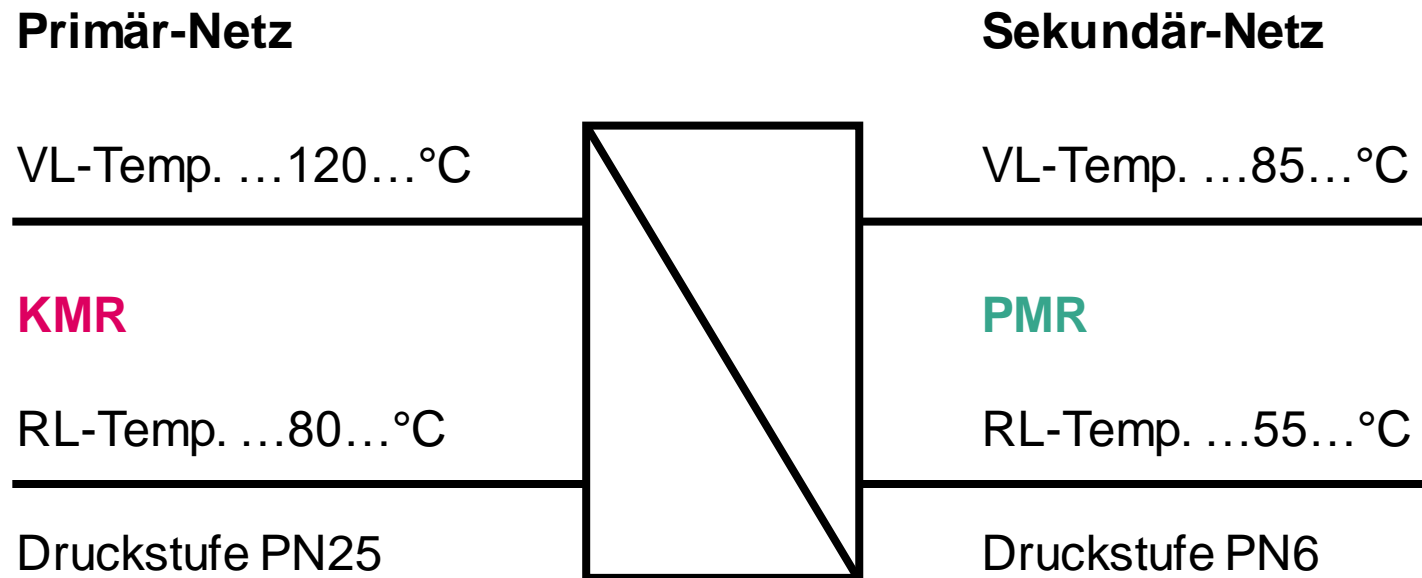 Primär-Netz
Sekundär-Netz
VL-Temp. …120…°C
VL-Temp. …85…°C
KMR
PMR
RL-Temp. …80…°C
RL-Temp. …55…°C
Druckstufe PN25
Druckstufe PN6